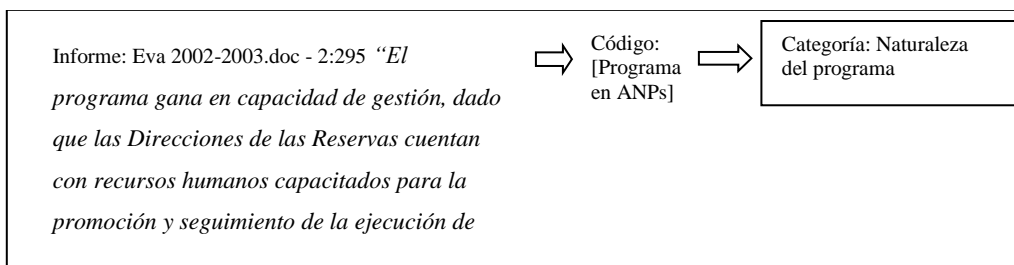 Informe: Eva 2002-2003.doc - 2:295 “El
programa gana en capacidad de gestión, dado
que las Direcciones de las Reservas cuentan
con recursos humanos capacitados para la
promoción y seguimiento de la ejecución de
Código:
[Programa
en ANPs]
Categoría: Naturaleza
del programa